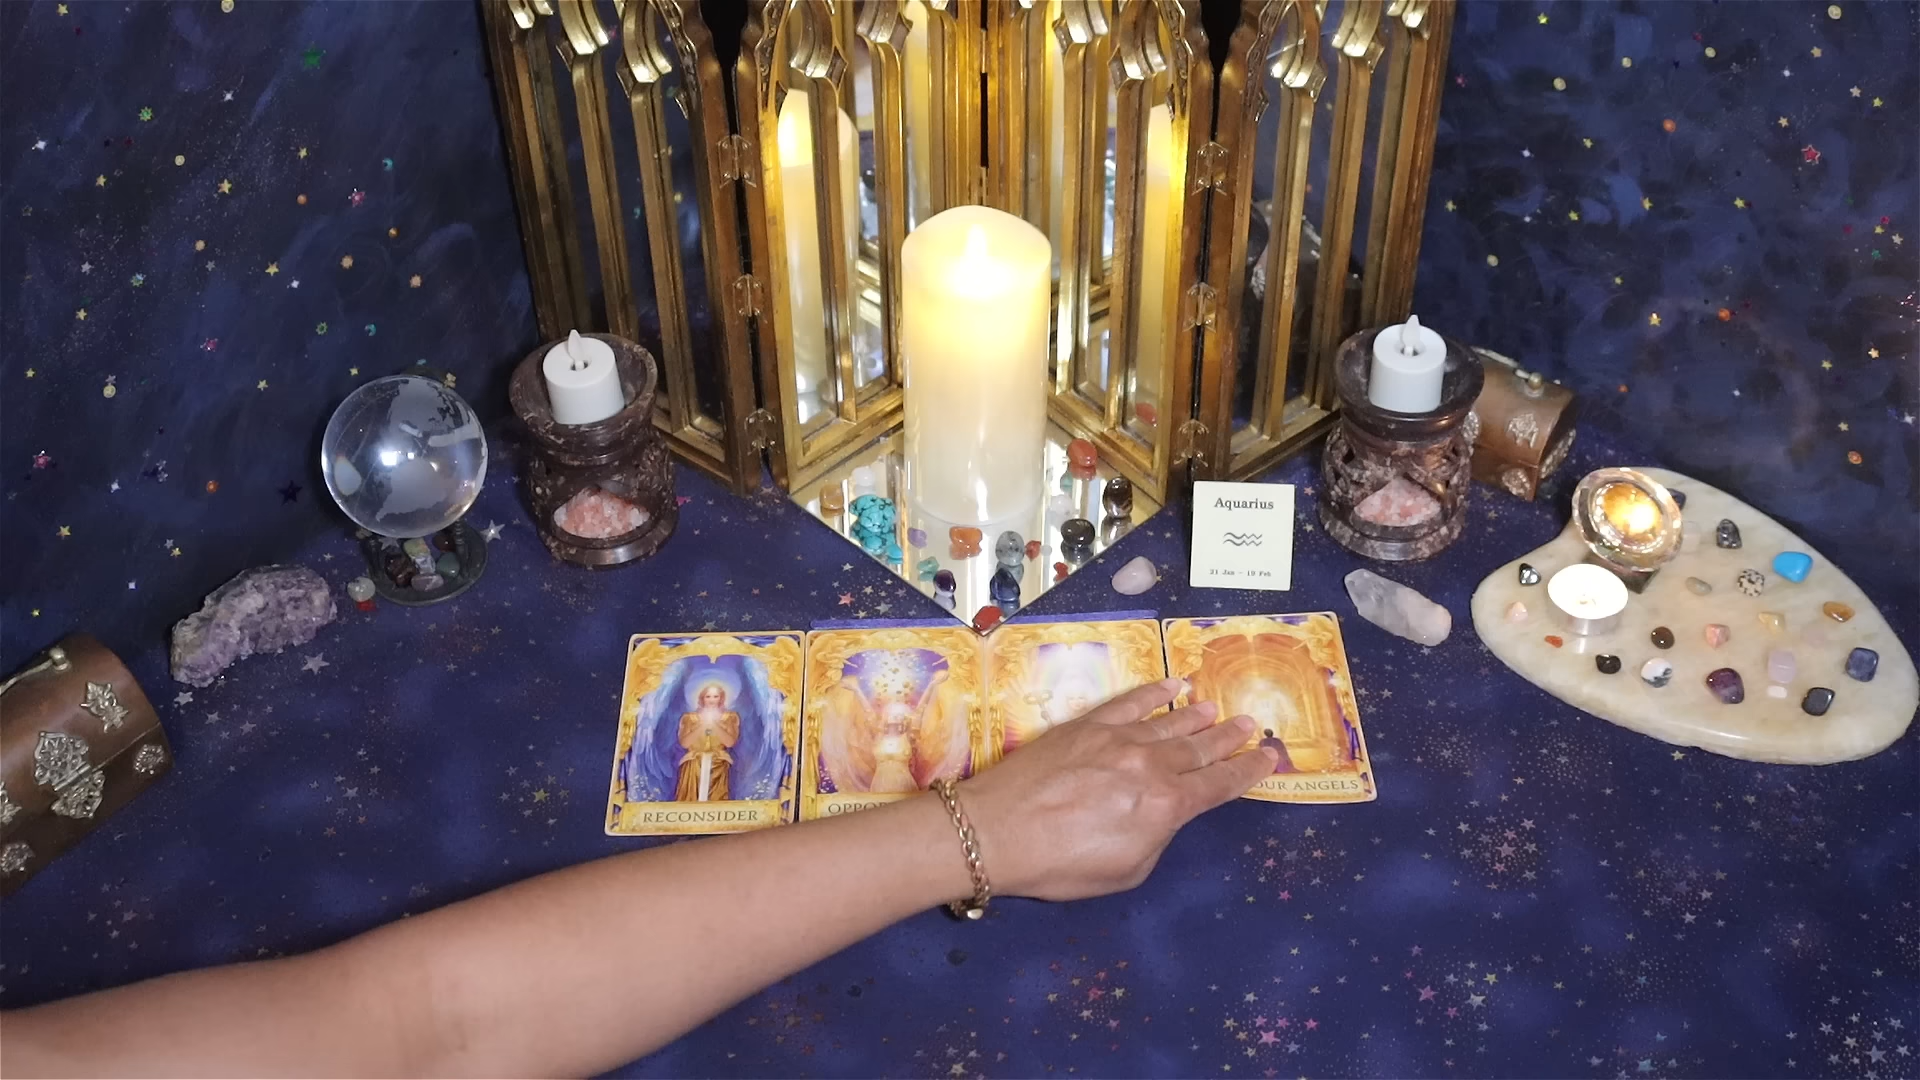 Aquarius
21 Jan - 19 Feb
RECONSIDER
OUR ANGELS